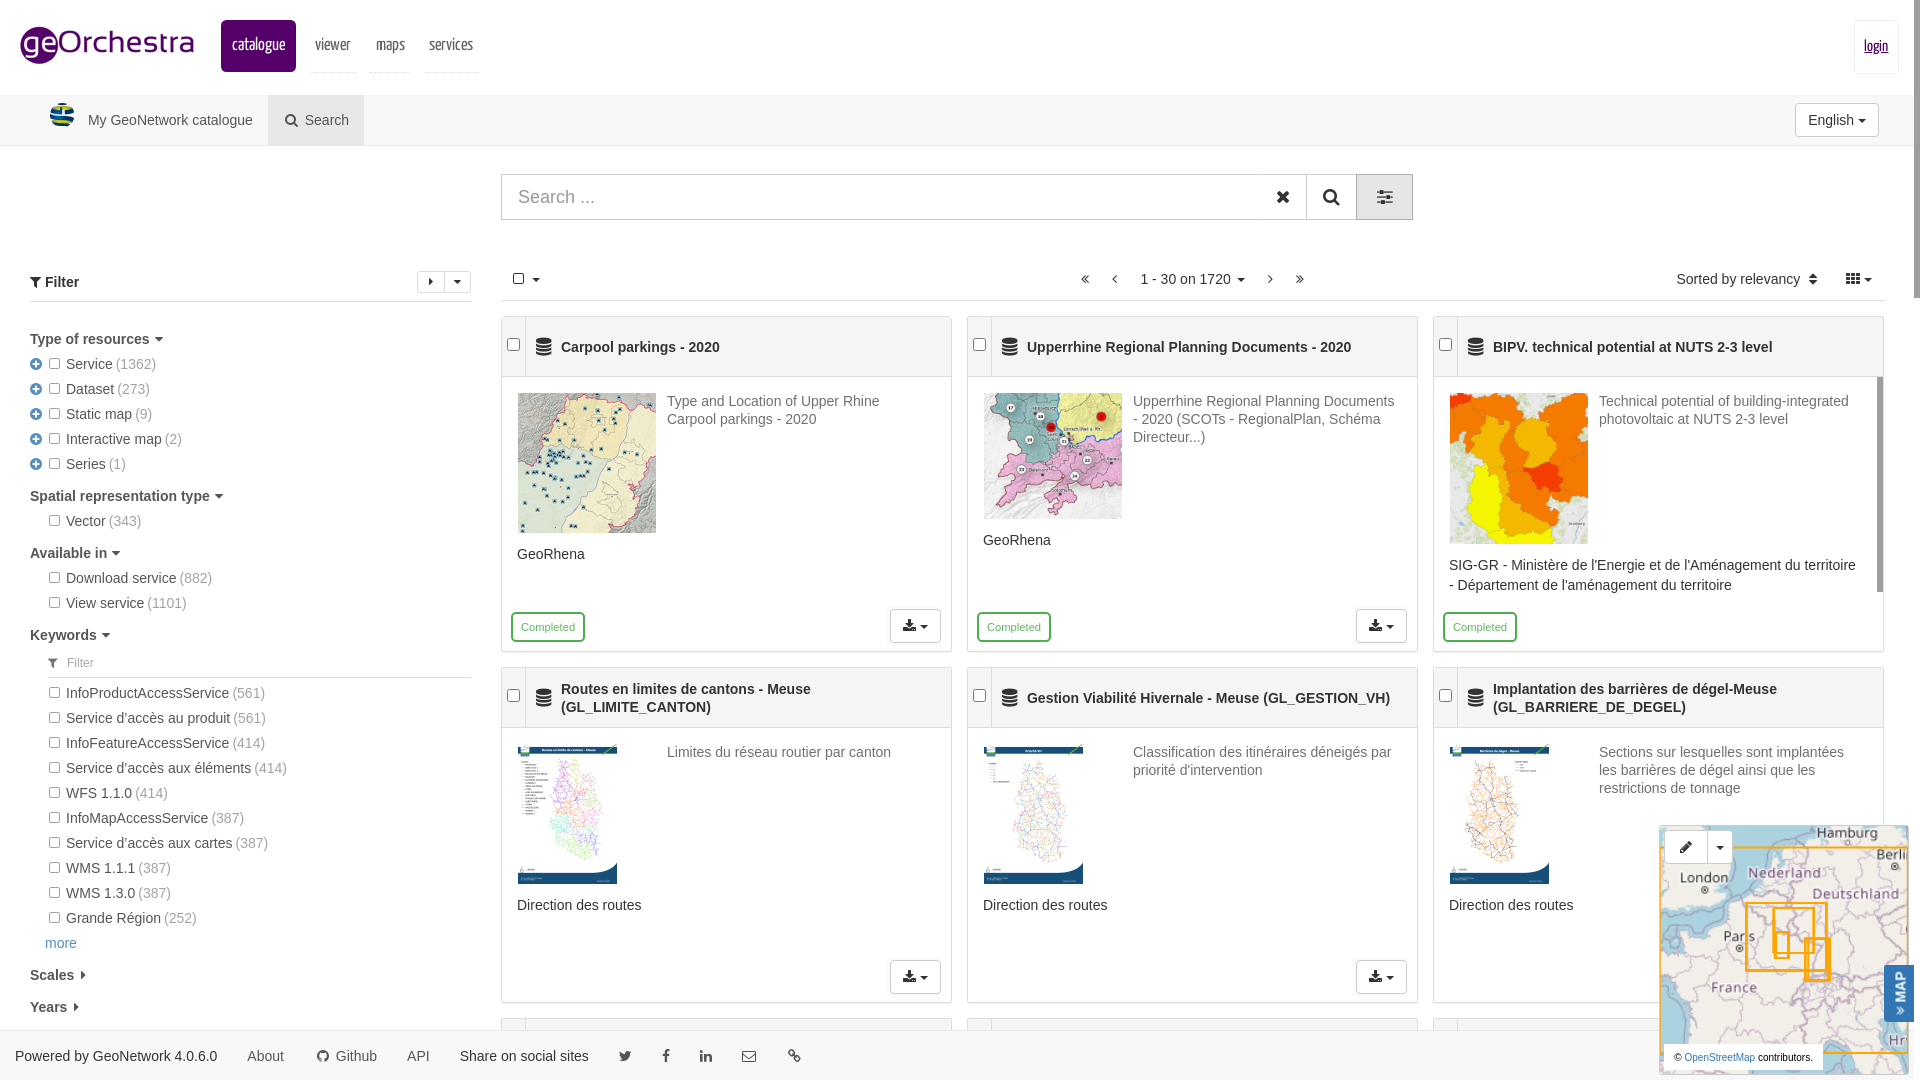 geOrchestra
catalogue
viewer
maps
services
login
My GeoNetwork catalogue
Search
English
Search ...
Filter
1 - 30 on 1720
Sorted by relevancy
Type of resources
Service (1362)
Dataset (273)
Static map (9)
Interactive map (2)
Series (1)
Spatial representation type
Vector (343)
Available in
Download service (882)
View service (1101)
Keywords
Filter
InfoProductAccessService (561)
Service d’accès au produit (561)
InfoFeatureAccessService (414)
Service d’accès aux éléments (414)
WFS 1.1.0 (414)
InfoMapAccessService (387)
Service d’accès aux cartes (387)
WMS 1.1.1 (387)
WMS 1.3.0 (387)
Grande Région (252)
more
Scales
Years
Carpool parkings - 2020
Type and Location of Upper Rhine
Carpool parkings - 2020
GeoRhena
Completed
Upperrhine Regional Planning Documents - 2020
Upperrhine Regional Planning Documents
- 2020 (SCOTs - RegionalPlan, Schéma
Directeur...)
GeoRhena
Completed
BIPV. technical potential at NUTS 2-3 level
Technical potential of building-integrated
photovoltaic at NUTS 2-3 level
SIG-GR - Ministère de l'Energie et de l'Aménagement du territoire
- Département de l'aménagement du territoire
Completed
Routes en limites de cantons - Meuse
(GL_LIMITE_CANTON)
Limites du réseau routier par canton
Direction des routes
Gestion Viabilité Hivernale - Meuse (GL_GESTION_VH)
Classification des itinéraires déneigés par
priorité d'intervention
Direction des routes
Implantation des barrières de dégel-Meuse
(GL_BARRIERE_DE_DEGEL)
Sections sur lesquelles sont implantées
les barrières de dégel ainsi que les
restrictions de tonnage
Direction des routes
Hamburg
London
Nederland
Deutschland
Paris
France
MAP
© OpenStreetMap contributors.
Powered by GeoNetwork 4.0.6.0
About
Github
API
Share on social sites